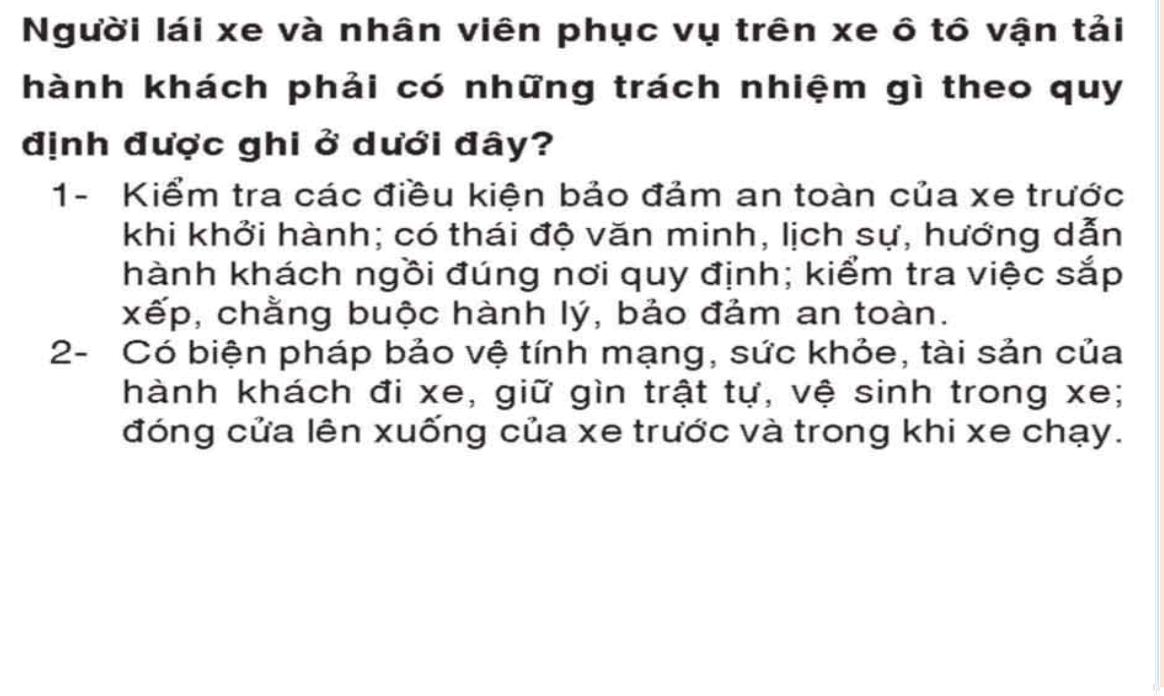 Người lái xe và nhân viên phục vụ trên xe ô tô vận tải
hành khách phải có những trách nhiệm gì theo quy
định được ghi ở dưới đây?
1- Kiểm tra các điều kiện bảo đảm an toàn của xe trước
khi khởi hành; có thái độ văn minh, lịch sự, hướng dẫn
hành khách ngồi đúng nơi quy định; kiểm tra việc sắp
xếp, chằng buộc hành lý, bảo đảm an toàn.
2- Có biện pháp bảo vệ tính mạng, sức khỏe, tài sản của
hành khách đi xe, giữ gìn trật tự, vệ sinh trong xe;
đóng cửa lên xuống của xe trước và trong khi xe chạy.